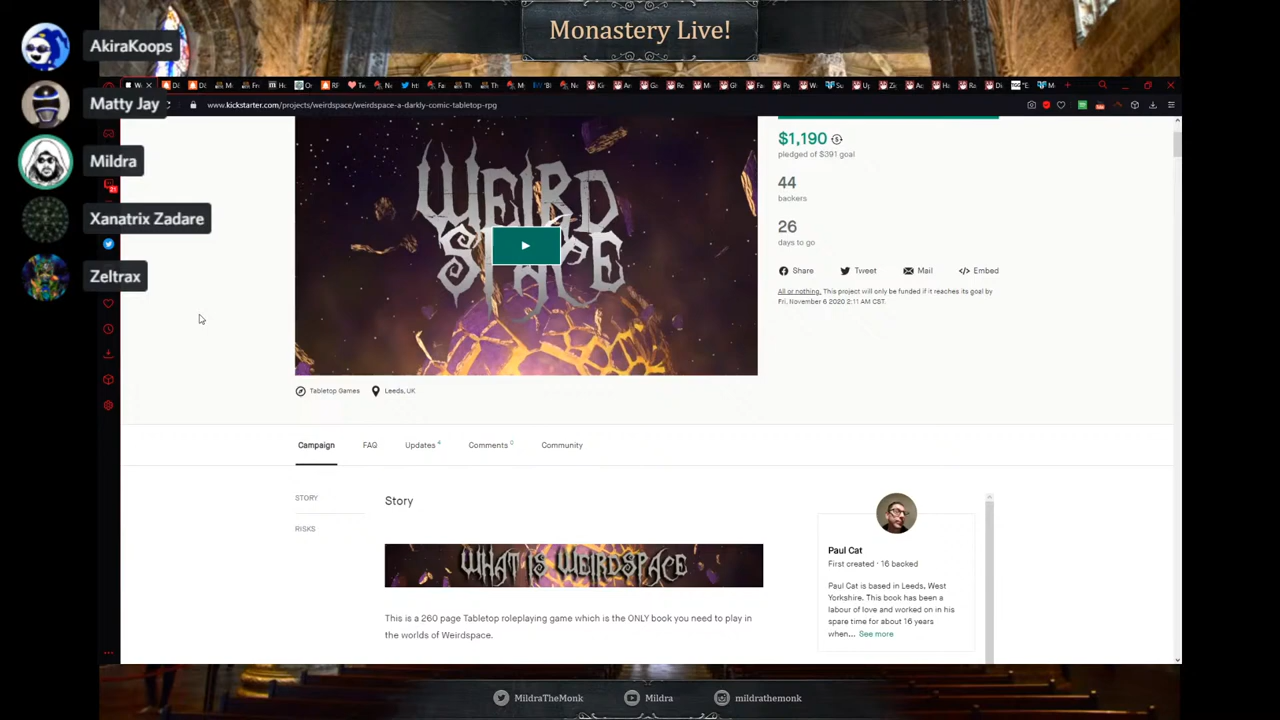 Monastery Live!
AkiraKoops
Matty Jay
Mildra
Xanatrix Zadare
Zeltrax
www.kickstarter.com/projects/weirdspace/weirdspace-a-darkly-comic-tabletop-rpg
WEIRD
SPACE
$1,190
pledged of $391 goal
44
backers
26
days to go
Share Tweet Mail Embed
All or nothing. This project will only be funded if it reaches its goal by
Fri, November 6 2020 2:11 AM CST.
Tabletop Games Leeds, UK
Campaign FAQ Updates 4 Comments 0 Community
STORY
RISKS
Story
WHAT IS WEIRDSPACE
This is a 260 page Tabletop roleplaying game which is the ONLY book you need to play in
the worlds of Weirdspace.
Paul Cat
First created · 16 backed
Paul Cat is based in Leeds, West
Yorkshire. This book has been a
labour of love and worked on in his
spare time for about 16 years
when... See more
MildraTheMonk Mildra mildrathemonk